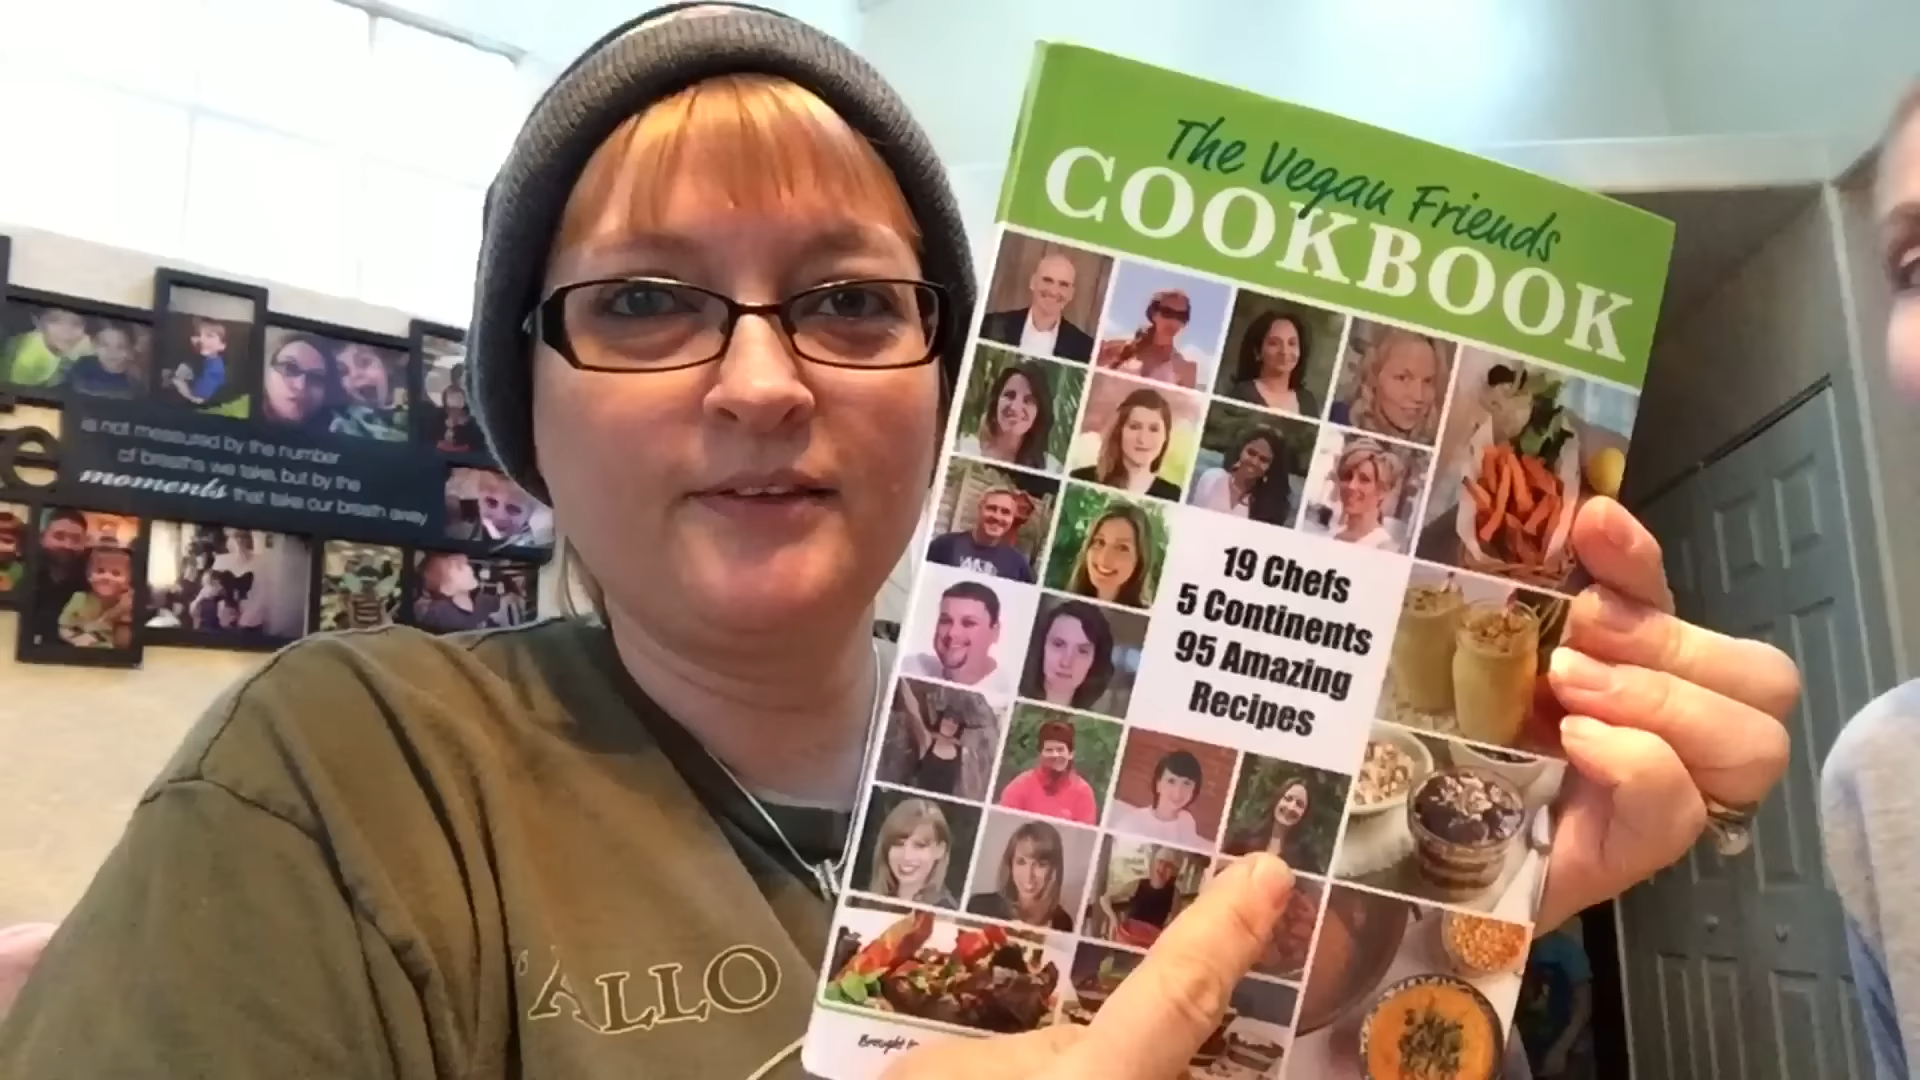 The Vegan Friends
COOKBOOK
19 Chefs
5 Continents
95 Amazing
Recipes
Brought
is not measured by the number
of breaths we take, but by the
moments that take our breath away
'ALLO